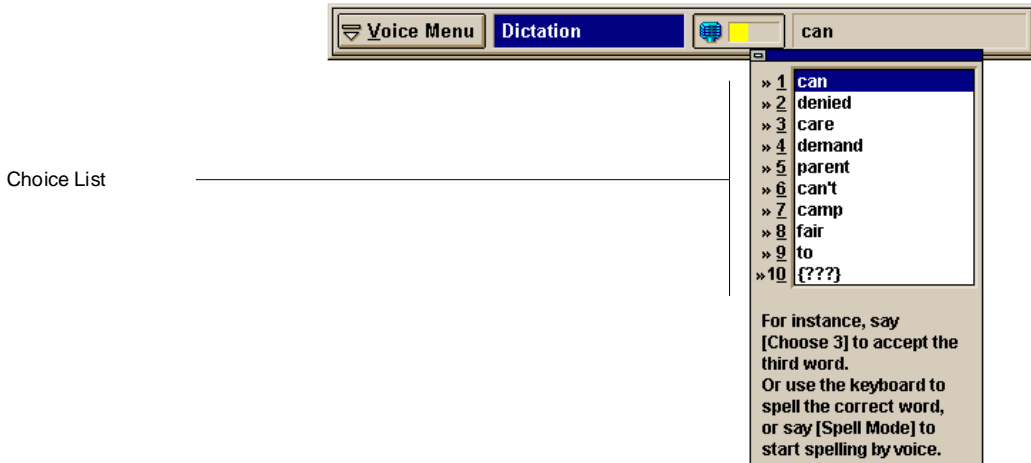 Voice Menu Dictation can
» 1 can
» 2 denied
» 3 care
» 4 demand
» 5 parent
Choice List
» 6 can't
» 7 camp
» 8 fair
» 9 to
»10 {???}
For instance, say
[Choose 3] to accept the
third word.
Or use the keyboard to
spell the correct word,
or say [Spell Mode] to
start spelling by voice.